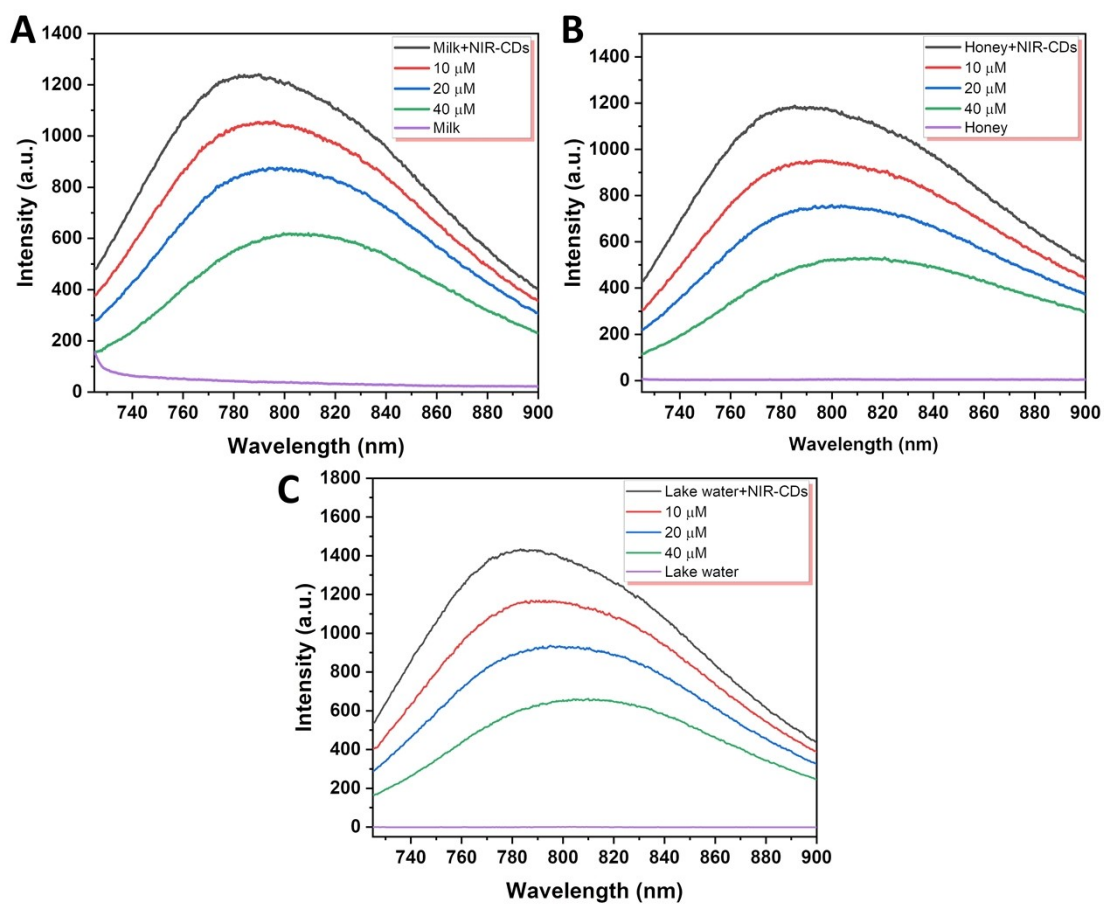 A
Milk+NIR-CDs
10 μM
20 μM
40 μM
Milk
1400
1200
1000
800
600
400
200
0
Intensity (a.u.)
740 760 780 800 820 840 860 880 900
Wavelength (nm)
B
Honey+NIR-CDs
10 μM
20 μM
40 μM
Honey
1400
1200
1000
800
600
400
200
0
Intensity (a.u.)
740 760 780 800 820 840 860 880 900
Wavelength (nm)
C
Lake water+NIR-CDs
10 μM
20 μM
40 μM
Lake water
1800
1600
1400
1200
1000
800
600
400
200
0
Intensity (a.u.)
740 760 780 800 820 840 860 880 900
Wavelength (nm)